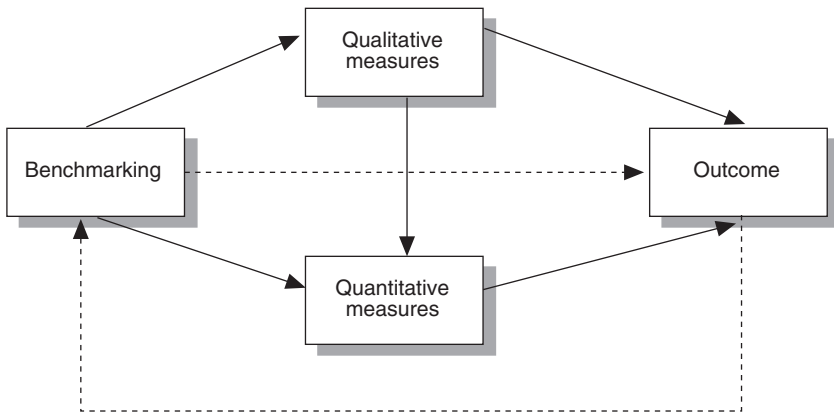 Qualitative
measures
Benchmarking
Outcome
Quantitative
measures